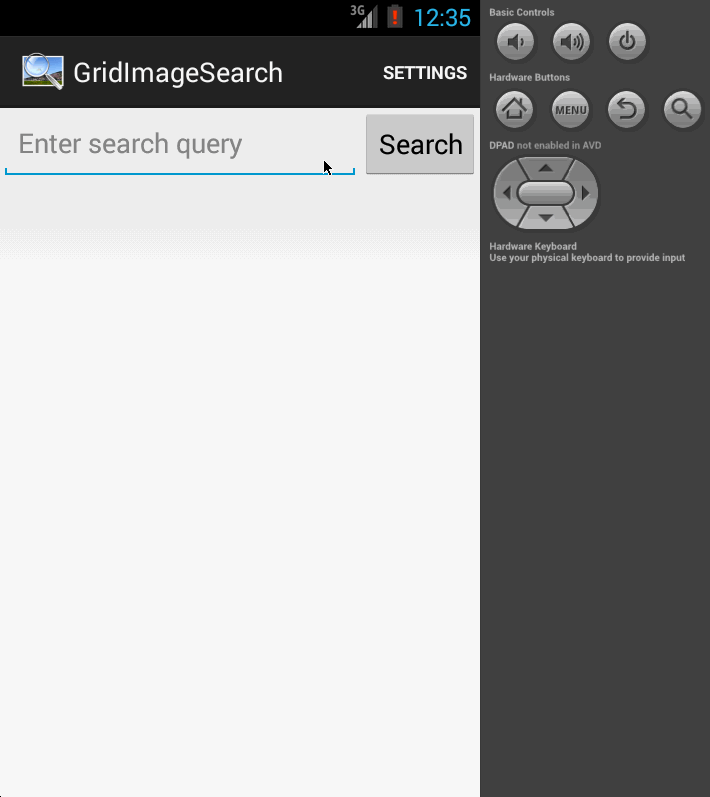 3G
12:35
GridImageSearch
SETTINGS
Enter search query
Search
Basic Controls
Hardware Buttons
MENU
DPAD not enabled in AVD
Hardware Keyboard
Use your physical keyboard to provide input